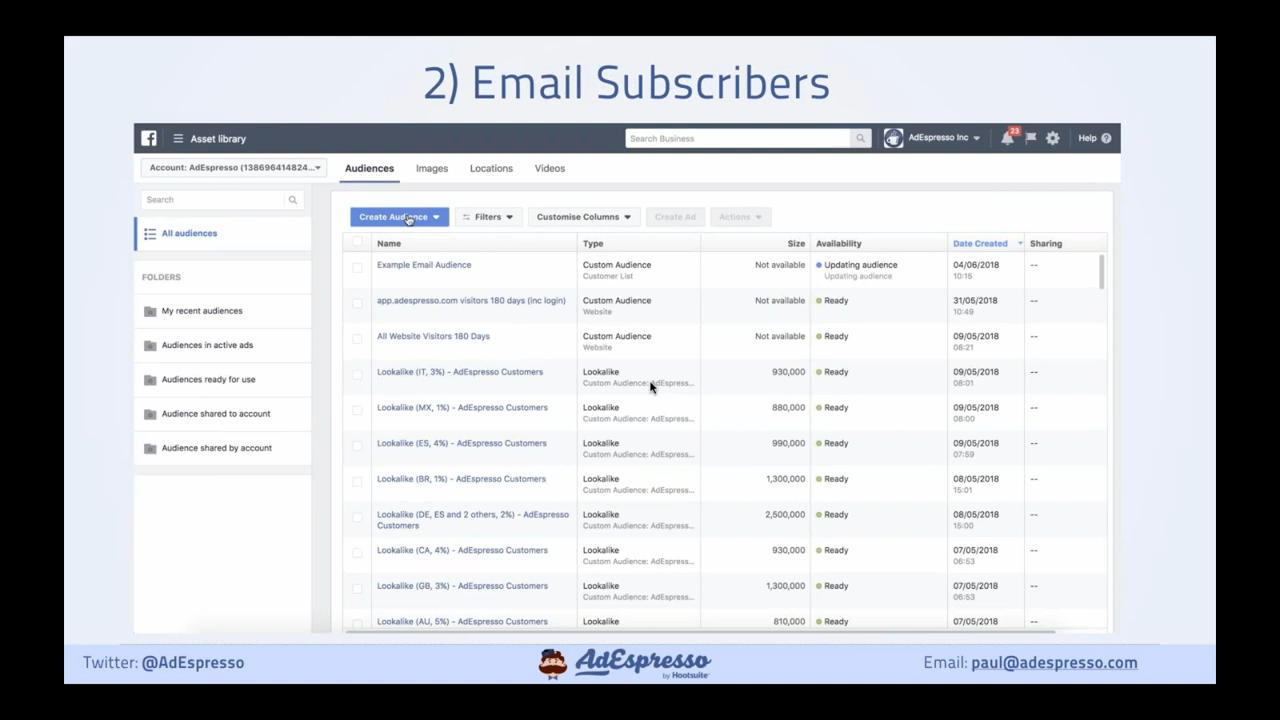 2) Email Subscribers
Asset library
Search Business
AdEspresso Inc
23
Help
Account: AdEspresso (138696414824...
Audiences Images Locations Videos
Search
All audiences
FOLDERS
My recent audiences
Audiences in active ads
Audiences ready for use
Audience shared to account
Audience shared by account
Create Audience Filters Customise Columns Create Ad Actions
Name Type Size Availability Date Created Sharing
Example Email Audience Custom Audience Not available Updating audience 04/06/2018 --
Customer List Updating audience 10:15
app.adespresso.com visitors 180 days (inc login) Custom Audience Not available Ready 31/05/2018 --
Website 10:49
All Website Visitors 180 Days Custom Audience Not available Ready 09/05/2018 --
Website 08:21
Lookalike (IT, 3%) - AdEspresso Customers Lookalike 930,000 Ready 09/05/2018 --
Custom Audience: AdEspress... 08:01
Lookalike (MX, 1%) - AdEspresso Customers Lookalike 880,000 Ready 09/05/2018 --
Custom Audience: AdEspress... 08:00
Lookalike (ES, 4%) - AdEspresso Customers Lookalike 990,000 Ready 09/05/2018 --
Custom Audience: AdEspress... 07:59
Lookalike (BR, 1%) - AdEspresso Customers Lookalike 1,300,000 Ready 08/05/2018 --
Custom Audience: AdEspress... 15:01
Lookalike (DE, ES and 2 others, 2%) - AdEspresso Lookalike 2,500,000 Ready 08/05/2018 --
Customers Custom Audience: AdEspress... 15:00
Lookalike (CA, 4%) - AdEspresso Customers Lookalike 930,000 Ready 07/05/2018 --
Custom Audience: AdEspress... 06:53
Lookalike (GB, 3%) - AdEspresso Customers Lookalike 1,300,000 Ready 07/05/2018 --
Custom Audience: AdEspress... 06:53
Lookalike (AU, 5%) - AdEspresso Customers Lookalike 810,000 Ready 07/05/2018 --
Twitter: @AdEspresso
AdEspresso
by Hootsuite
Email: paul@adespresso.com